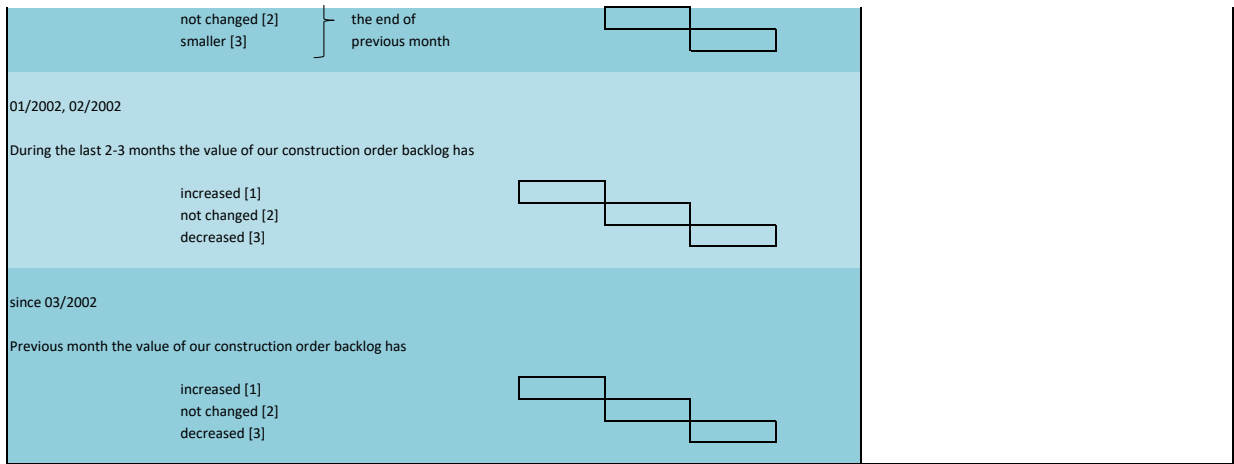 not changed [2] the end of
smaller [3] previous month
01/2002, 02/2002
During the last 2-3 months the value of our construction order backlog has
increased [1]
not changed [2]
decreased [3]
since 03/2002
Previous month the value of our construction order backlog has
increased [1]
not changed [2]
decreased [3]